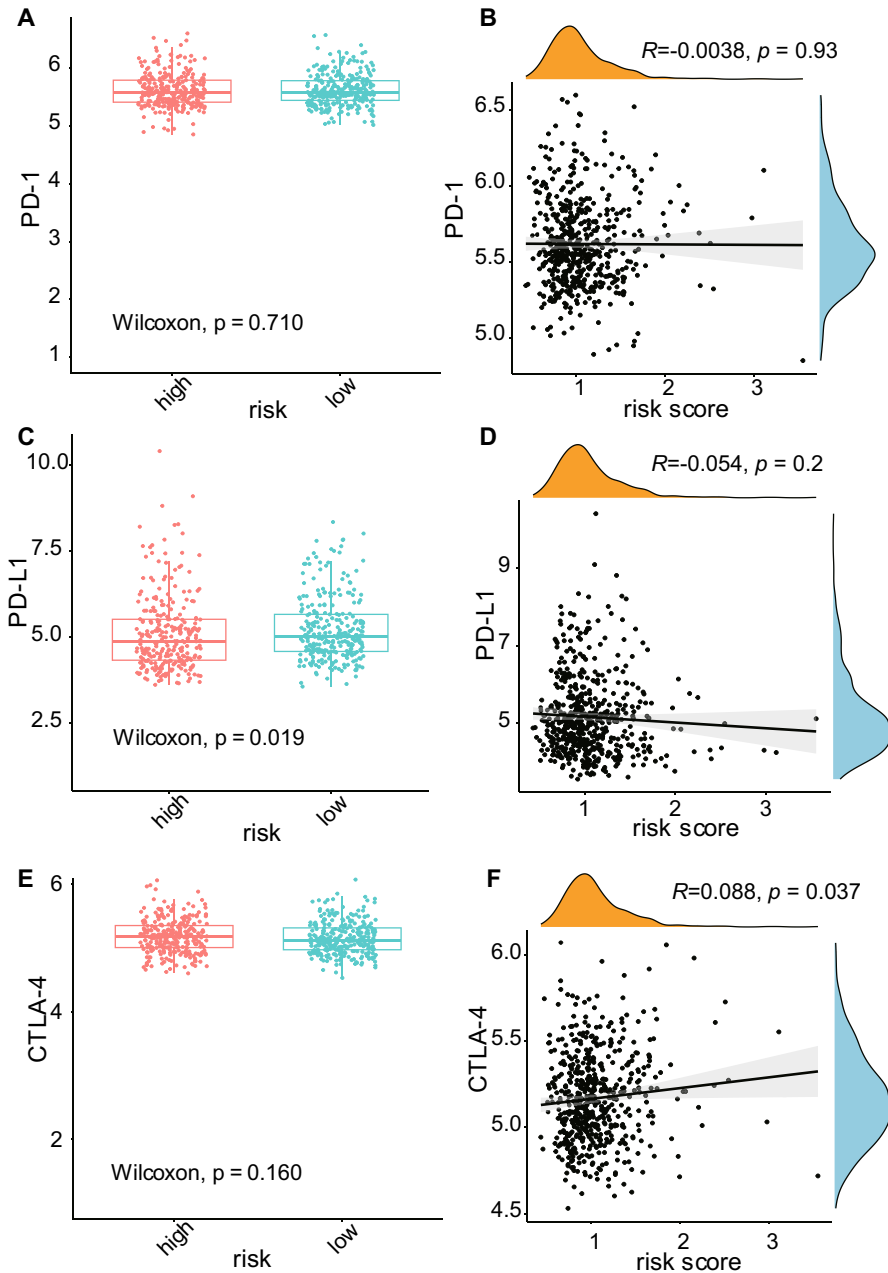 A
PD-1
6
5
4
3
2
1
Wilcoxon, p = 0.710
high
low
risk
B
R=-0.0038, p = 0.93
PD-1
6.5
6.0
5.5
5.0
1
2
3
risk score
C
PD-L1
10.0
7.5
5.0
2.5
Wilcoxon, p = 0.019
high
low
risk
D
R=-0.054, p = 0.2
PD-L1
9
7
5
1
2
3
risk score
E
CTLA-4
6
4
2
Wilcoxon, p = 0.160
high
low
risk
F
R=0.088, p = 0.037
CTLA-4
6.0
5.5
5.0
4.5
1
2
3
risk score